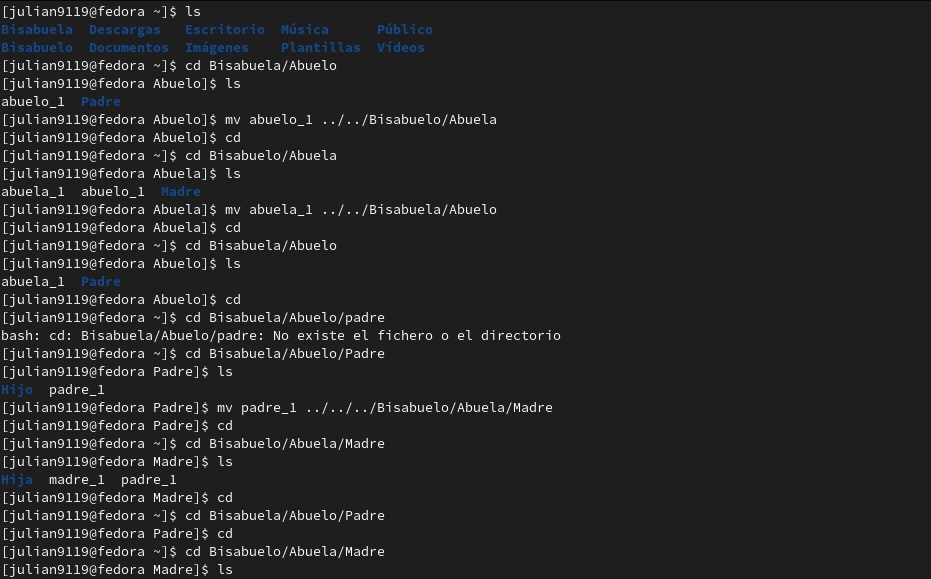 [julian9119@fedora ~]$ ls
Bisabuela  Descargas   Escritorio  Música      Público
Bisabuelo  Documentos  Imágenes    Plantillas  Vídeos
[julian9119@fedora ~]$ cd Bisabuela/Abuelo
[julian9119@fedora Abuelo]$ ls
abuelo_1  Padre
[julian9119@fedora Abuelo]$ mv abuelo_1 ../../Bisabuelo/Abuela
[julian9119@fedora Abuelo]$ cd
[julian9119@fedora ~]$ cd Bisabuelo/Abuela
[julian9119@fedora Abuela]$ ls
abuela_1  abuelo_1  Madre
[julian9119@fedora Abuela]$ mv abuela_1 ../../Bisabuela/Abuelo
[julian9119@fedora Abuela]$ cd
[julian9119@fedora ~]$ cd Bisabuela/Abuelo
[julian9119@fedora Abuelo]$ ls
abuela_1  Padre
[julian9119@fedora Abuelo]$ cd
[julian9119@fedora ~]$ cd Bisabuela/Abuelo/padre
bash: cd: Bisabuela/Abuelo/padre: No existe el fichero o el directorio
[julian9119@fedora ~]$ cd Bisabuela/Abuelo/Padre
[julian9119@fedora Padre]$ ls
Hijo  padre_1
[julian9119@fedora Padre]$ mv padre_1 ../../../Bisabuelo/Abuela/Madre
[julian9119@fedora Padre]$ cd
[julian9119@fedora ~]$ cd Bisabuelo/Abuela/Madre
[julian9119@fedora Madre]$ ls
Hija  madre_1  padre_1
[julian9119@fedora Madre]$ cd
[julian9119@fedora ~]$ cd Bisabuela/Abuelo/Padre
[julian9119@fedora Padre]$ cd
[julian9119@fedora ~]$ cd Bisabuelo/Abuela/Madre
[julian9119@fedora Madre]$ ls